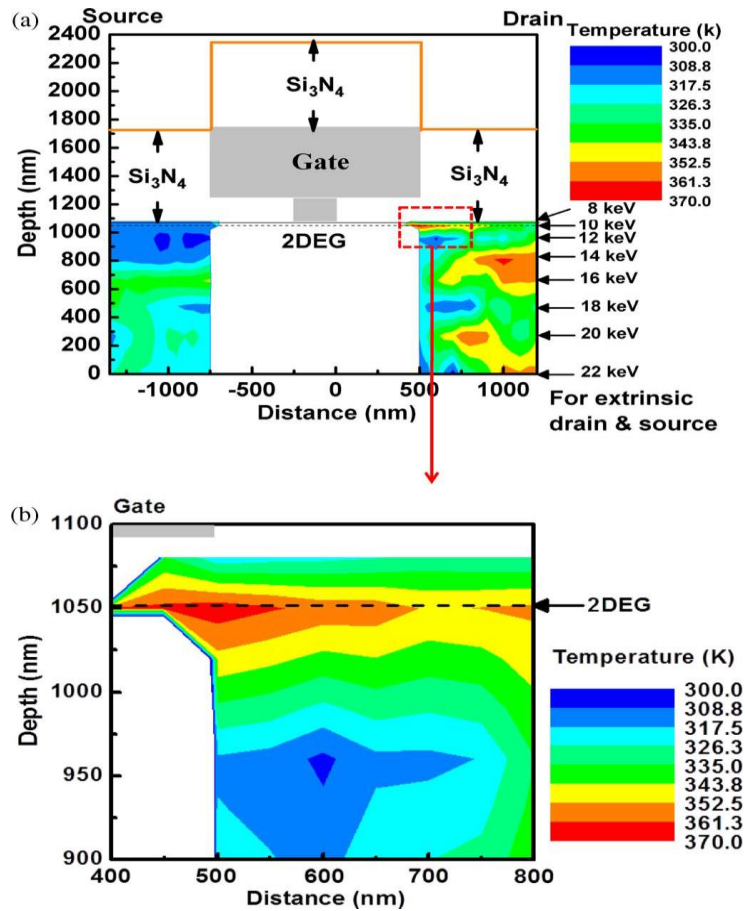 (a)
Source
Drain
Temperature (k)
300.0
308.8
317.5
326.3
335.0
343.8
352.5
361.3
370.0
2400
2200
2000
1800
1600
1400
1200
1000
800
600
400
200
0
Depth (nm)
Si3N4
Si3N4
Gate
Si3N4
2DEG
8 keV
10 keV
12 keV
14 keV
16 keV
18 keV
20 keV
22 keV
-1000
-500
0
500
1000
Distance (nm)
For extrinsic
drain & source
(b)
Gate
1100
1050
1000
950
900
Depth (nm)
2DEG
Temperature (K)
300.0
308.8
317.5
326.3
335.0
343.8
352.5
361.3
370.0
400
500
600
700
800
Distance (nm)